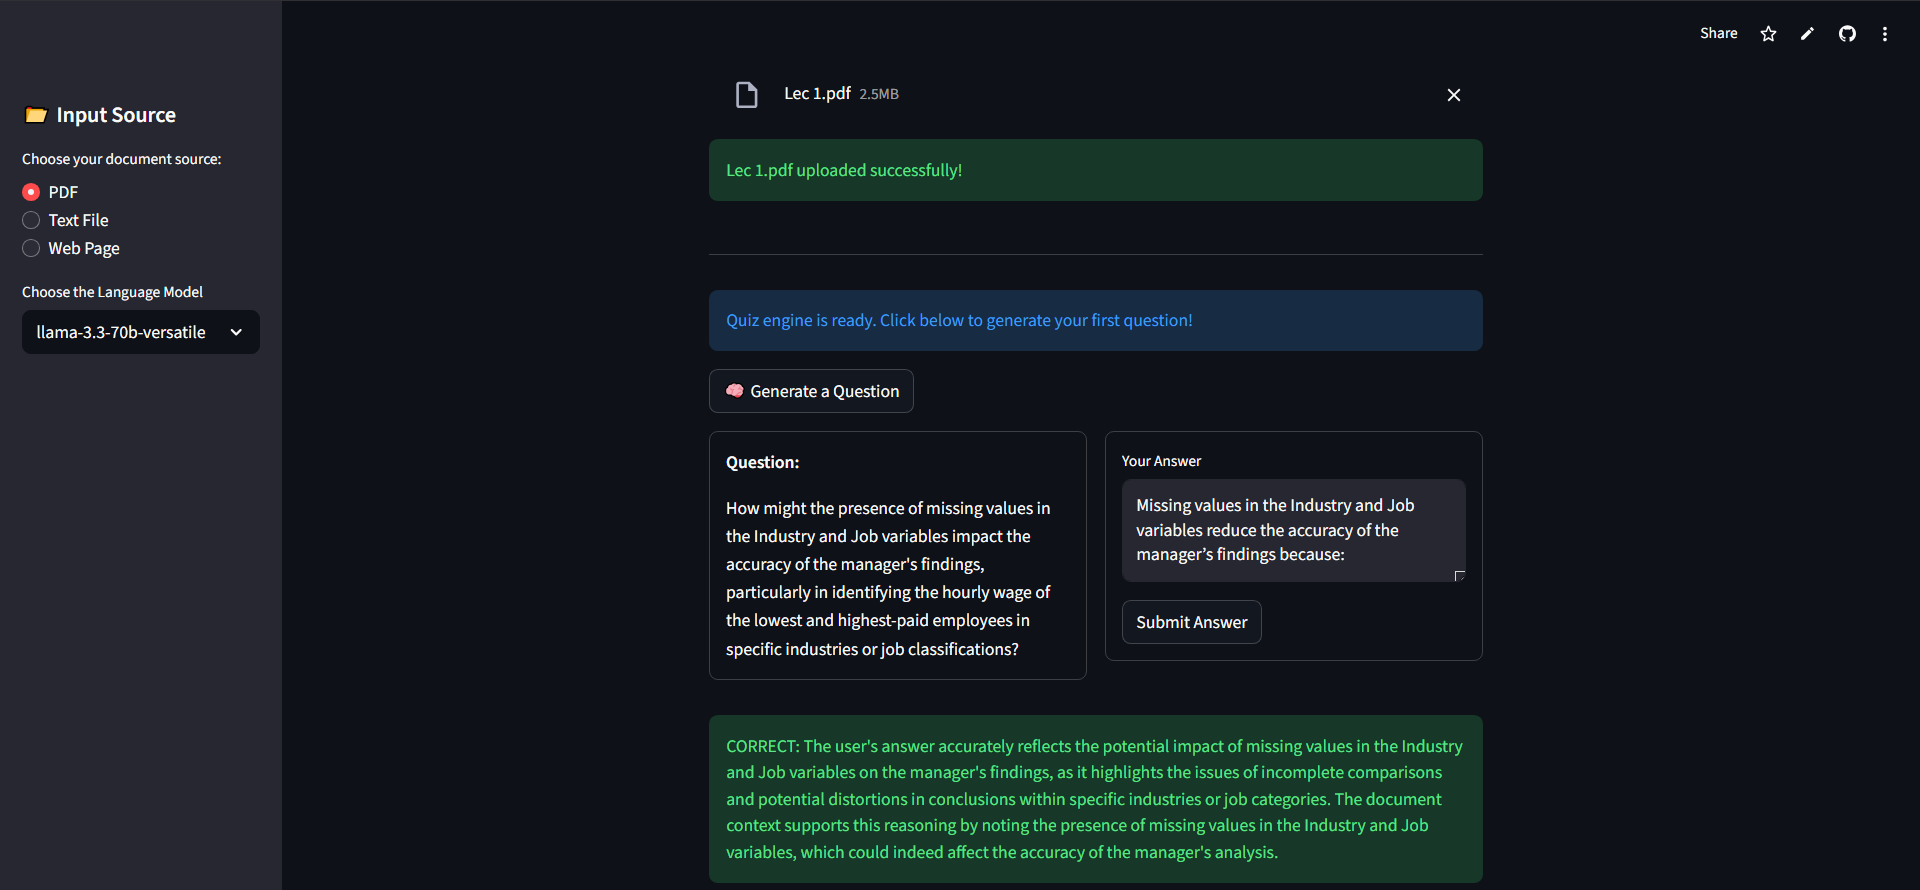 Share
📂 Input Source
Choose your document source:
PDF
Text File
Web Page
Choose the Language Model
llama-3.3-70b-versatile
Lec 1.pdf 2.5MB
Lec 1.pdf uploaded successfully!
Quiz engine is ready. Click below to generate your first question!
🧠 Generate a Question
Question:
How might the presence of missing values in
the Industry and Job variables impact the
accuracy of the manager's findings,
particularly in identifying the hourly wage of
the lowest and highest-paid employees in
specific industries or job classifications?
Your Answer
Missing values in the Industry and Job
variables reduce the accuracy of the
manager’s findings because:
Submit Answer
CORRECT: The user's answer accurately reflects the potential impact of missing values in the Industry
and Job variables on the manager's findings, as it highlights the issues of incomplete comparisons
and potential distortions in conclusions within specific industries or job categories. The document
context supports this reasoning by noting the presence of missing values in the Industry and Job
variables, which could indeed affect the accuracy of the manager's analysis.